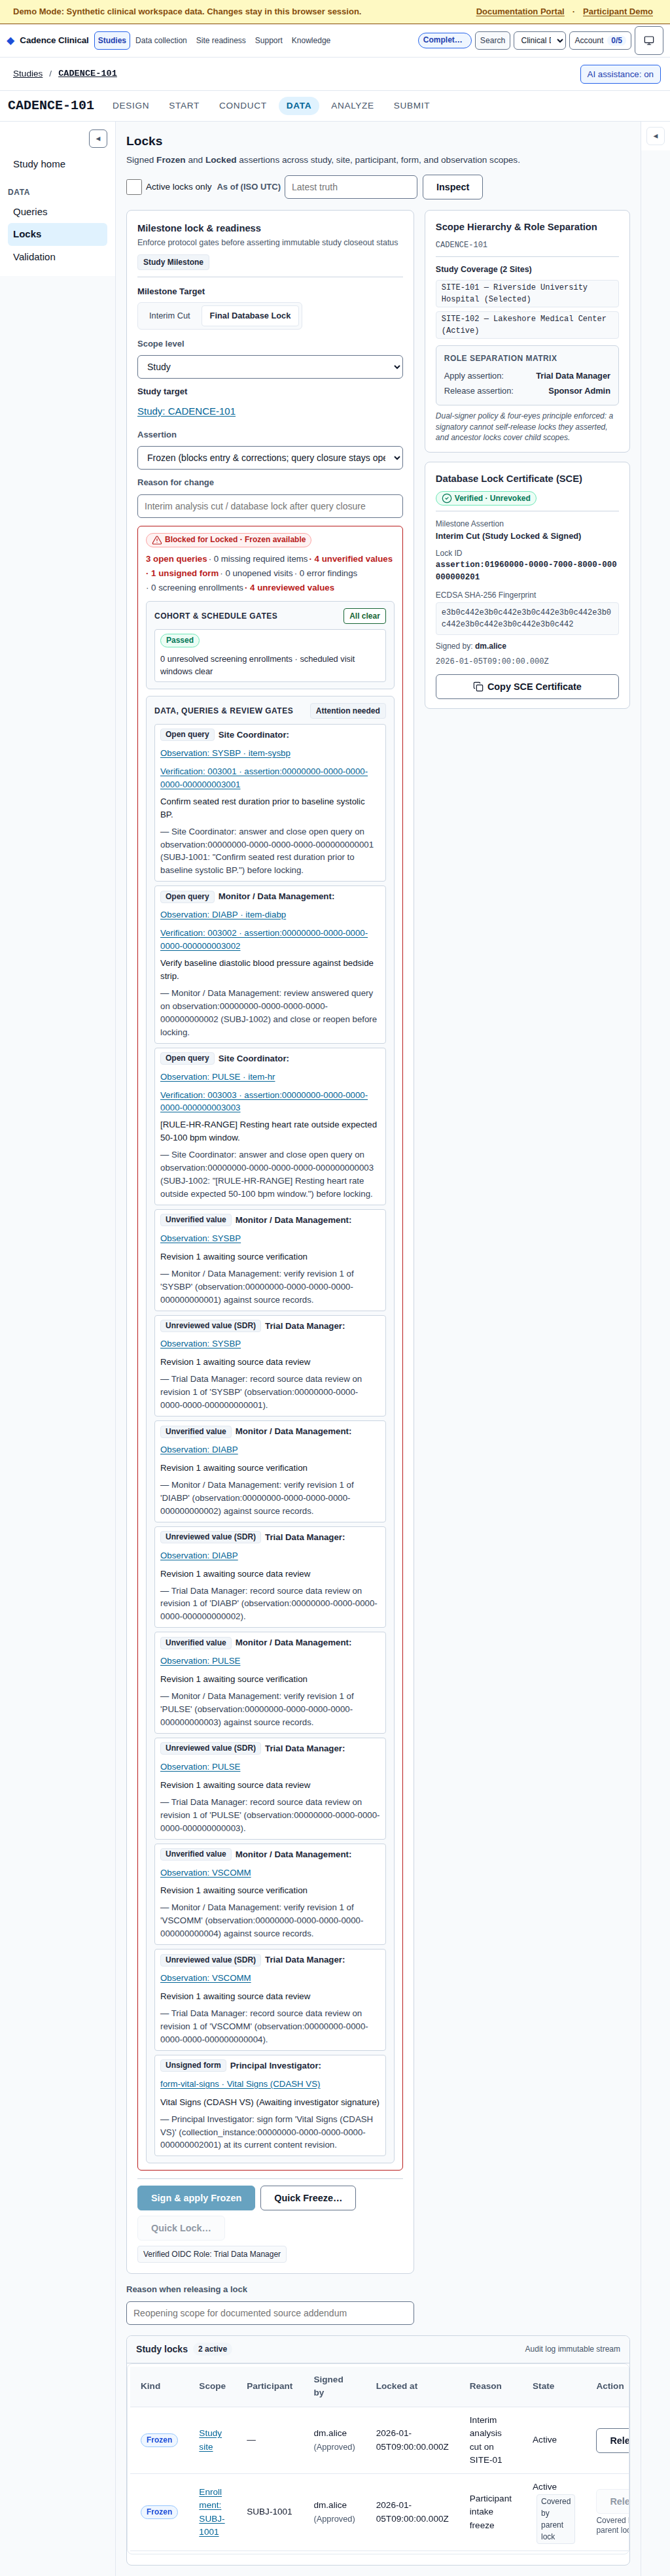 Demo Mode: Synthetic clinical workspace data. Changes stay in this browser session.
Documentation Portal · Participant Demo
Cadence Clinical
Studies
Data collection
Site readiness
Support
Knowledge
Complet...
Search
Clinical
Account 0/5
Studies / CADENCE-101
AI assistance: on
CADENCE-101
DESIGN
START
CONDUCT
DATA
ANALYZE
SUBMIT
Study home
DATA
Queries
Locks
Validation
Locks
Signed Frozen and Locked assertions across study, site, participant, form, and observation scopes.
Active locks only
As of (ISO UTC)
Latest truth
Inspect
Milestone lock & readiness
Enforce protocol gates before asserting immutable study closeout status
Study Milestone
Milestone Target
Interim Cut
Final Database Lock
Scope level
Study
Study target
Study: CADENCE-101
Assertion
Frozen (blocks entry & corrections; query closure stays ope
Reason for change
Interim analysis cut / database lock after query closure
Blocked for Locked · Frozen available
3 open queries · 0 missing required items · 4 unverified values
· 1 unsigned form · 0 unopened visits · 0 error findings
· 0 screening enrollments · 4 unreviewed values
COHORT & SCHEDULE GATES
All clear
Passed
0 unresolved screening enrollments · scheduled visit
windows clear
DATA, QUERIES & REVIEW GATES
Attention needed
Open query Site Coordinator:
Observation: SYSBP · item-sysbp
Verification: 003001 · assertion:00000000-0000-0000-
0000-000000003001
Confirm seated rest duration prior to baseline systolic
BP.
— Site Coordinator: answer and close open query on
observation:00000000-0000-0000-0000-000000000001
(SUBJ-1001: "Confirm seated rest duration prior to
baseline systolic BP.") before locking.
Open query Monitor / Data Management:
Observation: DIABP · item-diabp
Verification: 003002 · assertion:00000000-0000-0000-
0000-000000003002
Verify baseline diastolic blood pressure against bedside
strip.
— Monitor / Data Management: review answered query
on observation:00000000-0000-0000-0000-
000000000002 (SUBJ-1002) and close or reopen before
locking.
Open query Site Coordinator:
Observation: PULSE · item-hr
Verification: 003003 · assertion:00000000-0000-0000-
0000-000000003003
[RULE-HR-RANGE] Resting heart rate outside expected
50-100 bpm window.
— Site Coordinator: answer and close open query on
observation:00000000-0000-0000-0000-000000000003
(SUBJ-1002: "[RULE-HR-RANGE] Resting heart rate
outside expected 50-100 bpm window.") before locking.
Unverified value Monitor / Data Management:
Observation: SYSBP
Revision 1 awaiting source verification
— Monitor / Data Management: verify revision 1 of
'SYSBP' (observation:00000000-0000-0000-0000-
000000000001) against source records.
Unreviewed value (SDR) Trial Data Manager:
Observation: SYSBP
Revision 1 awaiting source data review
— Trial Data Manager: record source data review on
revision 1 of 'SYSBP' (observation:00000000-0000-
0000-0000-000000000001).
Unverified value Monitor / Data Management:
Observation: DIABP
Revision 1 awaiting source verification
— Monitor / Data Management: verify revision 1 of
'DIABP' (observation:00000000-0000-0000-0000-
000000000002) against source records.
Unreviewed value (SDR) Trial Data Manager:
Observation: DIABP
Revision 1 awaiting source data review
— Trial Data Manager: record source data review on
revision 1 of 'DIABP' (observation:00000000-0000-0000-
0000-000000000002).
Unverified value Monitor / Data Management:
Observation: PULSE
Revision 1 awaiting source verification
— Monitor / Data Management: verify revision 1 of
'PULSE' (observation:00000000-0000-0000-0000-
000000000003) against source records.
Unreviewed value (SDR) Trial Data Manager:
Observation: PULSE
Revision 1 awaiting source data review
— Trial Data Manager: record source data review on
revision 1 of 'PULSE' (observation:00000000-0000-0000-
0000-000000000003).
Unverified value Monitor / Data Management:
Observation: VSCOMM
Revision 1 awaiting source verification
— Monitor / Data Management: verify revision 1 of
'VSCOMM' (observation:00000000-0000-0000-0000-
000000000004) against source records.
Unreviewed value (SDR) Trial Data Manager:
Observation: VSCOMM
Revision 1 awaiting source data review
— Trial Data Manager: record source data review on
revision 1 of 'VSCOMM' (observation:00000000-0000-
0000-0000-000000000004).
Unsigned form Principal Investigator:
form-vital-signs · Vital Signs (CDASH VS)
Vital Signs (CDASH VS) (Awaiting investigator signature)
— Principal Investigator: sign form 'Vital Signs (CDASH
VS)' (collection_instance:00000000-0000-0000-0000-
000000002001) at its current content revision.
Sign & apply Frozen
Quick Freeze...
Quick Lock...
Verified OIDC Role: Trial Data Manager
Scope Hierarchy & Role Separation
CADENCE-101
Study Coverage (2 Sites)
SITE-101 — Riverside University
Hospital (Selected)
SITE-102 — Lakeshore Medical Center
(Active)
ROLE SEPARATION MATRIX
Apply assertion: Trial Data Manager
Release assertion: Sponsor Admin
Dual-signer policy & four-eyes principle enforced: a
signatory cannot self-release locks they asserted,
and ancestor locks cover child scopes.
Database Lock Certificate (SCE)
Verified · Unrevoked
Milestone Assertion
Interim Cut (Study Locked & Signed)
Lock ID
assertion:01960000-0000-7000-8000-000
000000201
ECDSA SHA-256 Fingerprint
e3b0c442e3b0c442e3b0c442e3b0c442e3b0
c442e3b0c442e3b0c442e3b0c442
Signed by: dm.alice
2026-01-05T09:00:00.000Z
Copy SCE Certificate
Reason when releasing a lock
Reopening scope for documented source addendum
Study locks 2 active
Audit log immutable stream
Kind
Scope
Participant
Signed
by
Locked at
Reason
State
Action
Frozen
Study
site
—
dm.alice
(Approved)
2026-01-
05T09:00:00.000Z
Interim
analysis
cut on
SITE-01
Active
Rele
Frozen
Enroll
ment:
SUBJ-
1001
SUBJ-1001
dm.alice
(Approved)
2026-01-
05T09:00:00.000Z
Participant
intake
freeze
Active
Covered
by
parent
lock
Rele
Covered
parent loc